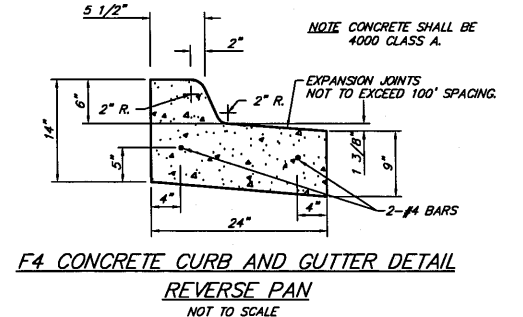 5 1/2"
2"
NOTE CONCRETE SHALL BE
4000 CLASS A.
EXPANSION JOINTS
NOT TO EXCEED 100' SPACING.
14"
6"
2" R.
2" R.
5"
1 3/8"
9"
4"
4"
2-#4 BARS
24"
F4 CONCRETE CURB AND GUTTER DETAIL
REVERSE PAN
NOT TO SCALE